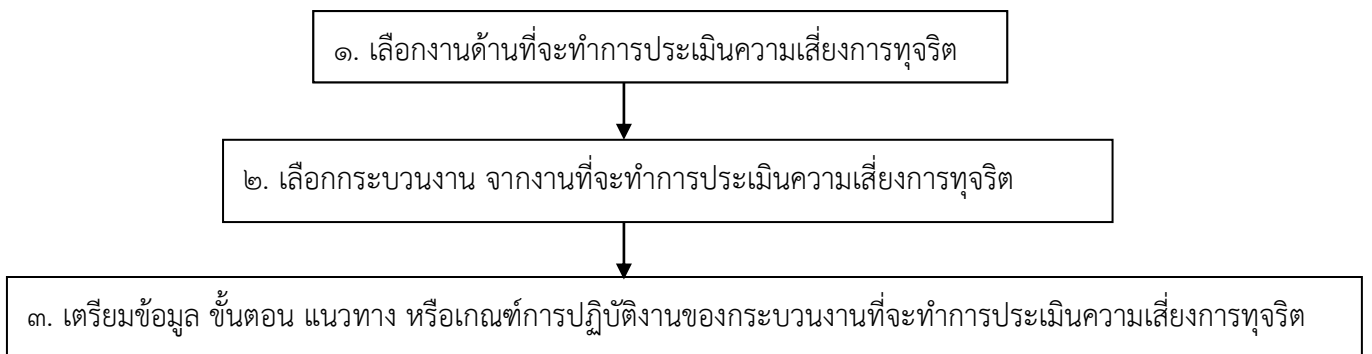 ๑. เลือกงานด้านที่จะทำการประเมินความเสี่ยงการทุจริต
๒. เลือกกระบวนงาน จากงานที่จะทำการประเมินความเสี่ยงการทุจริต
๓. เตรียมข้อมูล ขั้นตอน แนวทาง หรือเกณฑ์การปฏิบัติงานของกระบวนงานที่จะทำการประเมินความเสี่ยงการทุจริต